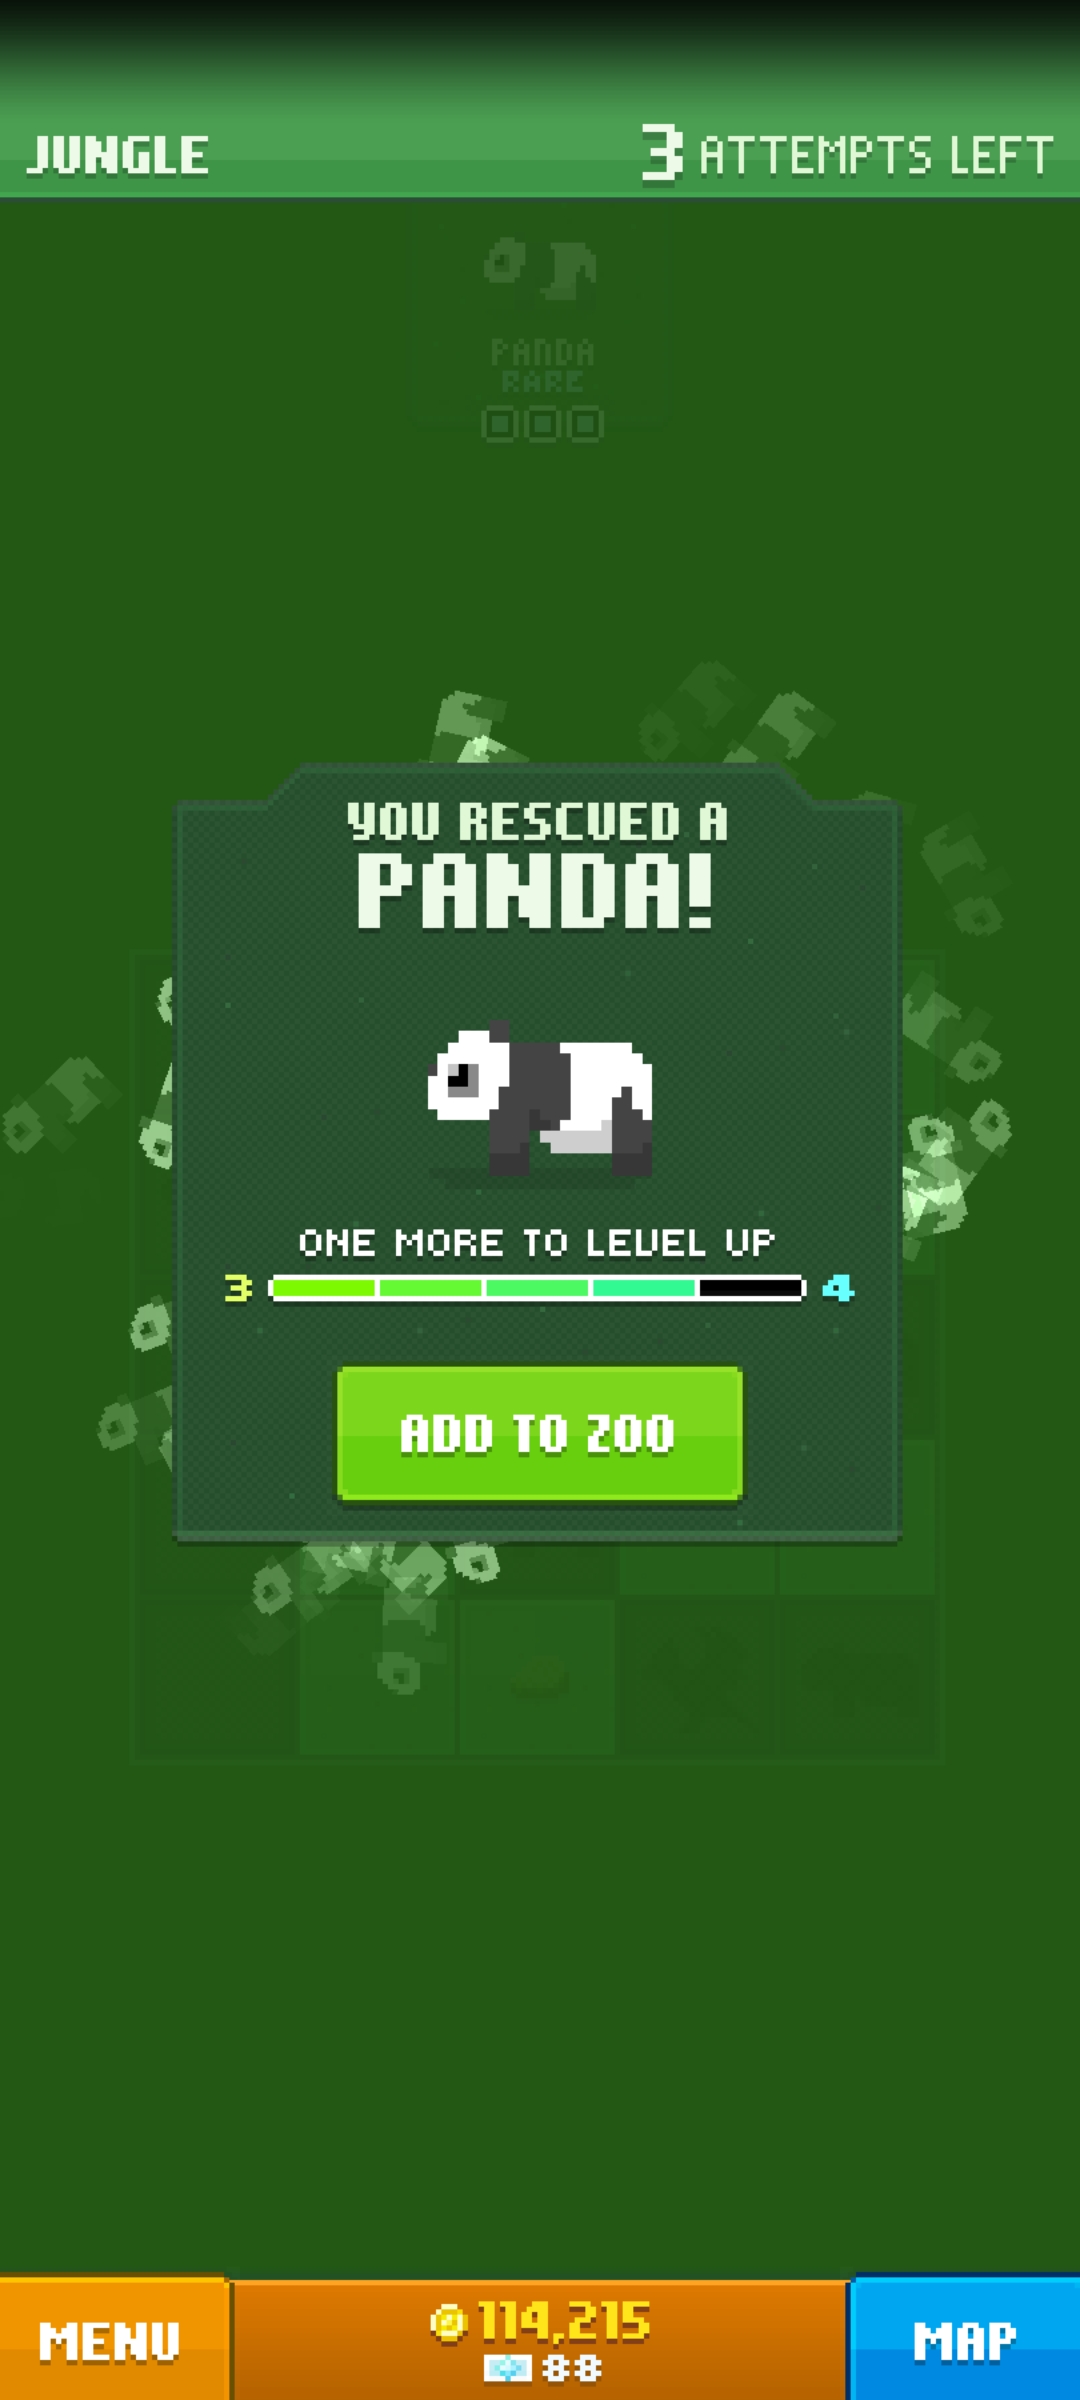 JUNGLE
3 ATTEMPTS LEFT
PANDA
RARE
YOU RESCUED A
PANDA!
ONE MORE TO LEVEL UP
3 4
ADD TO ZOO
MENU
114,215
88
MAP